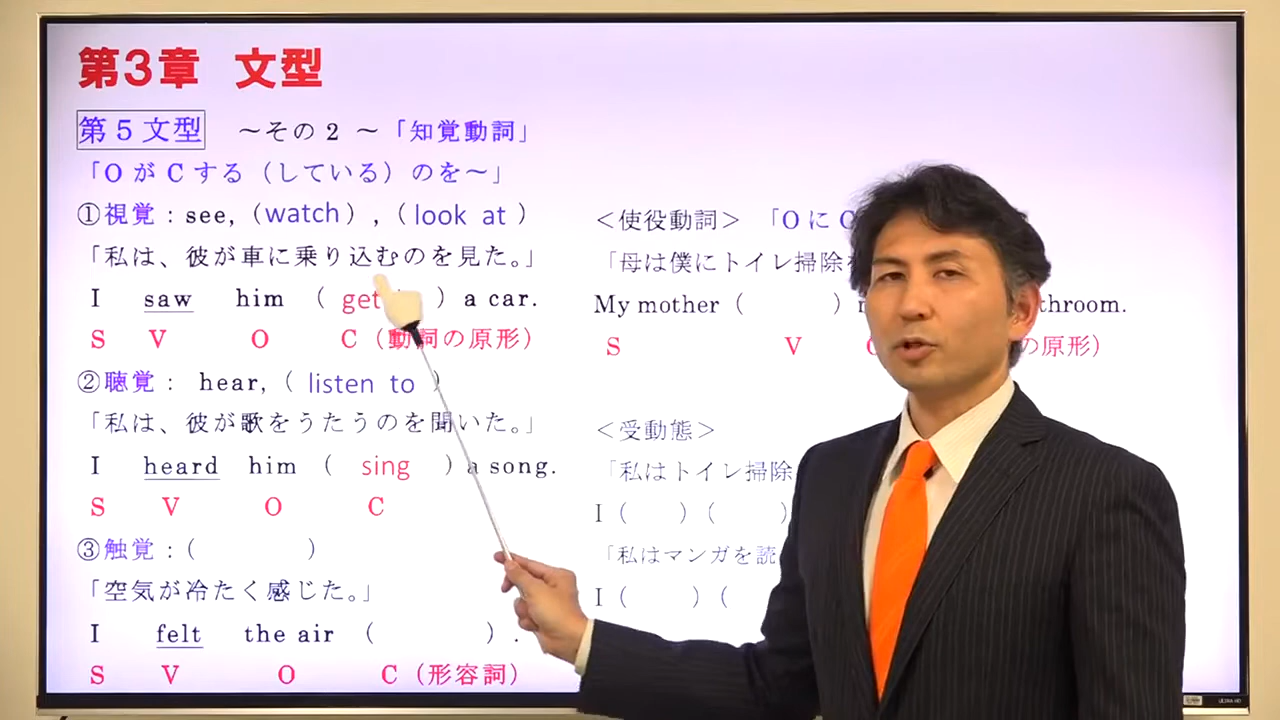 第3章 文型
第5文型 ～その2～「知覚動詞」
「OがCする（している）のを～」
①視覚：see,（watch）,（look at）
「私は、彼が車に乗り込むのを見た。」
I saw him （ get ）a car.
S V O C（動詞の原形）
②聴覚： hear,（ listen to ）
「私は、彼が歌をうたうのを聞いた。」
I heard him （ sing ）a song.
S V O C
③触覚：（ ）
「空気が冷たく感じた。」
I felt the air （ ）.
S V O C（形容詞）
＜使役動詞＞ 「Oに
「母は僕にトイレ掃除
My mother （ ） throom.
S V の原形）
＜受動態＞
「私はトイレ掃除
I（ ）（ ）
「私はマンガを読
I（ ）（
ULTRA HD